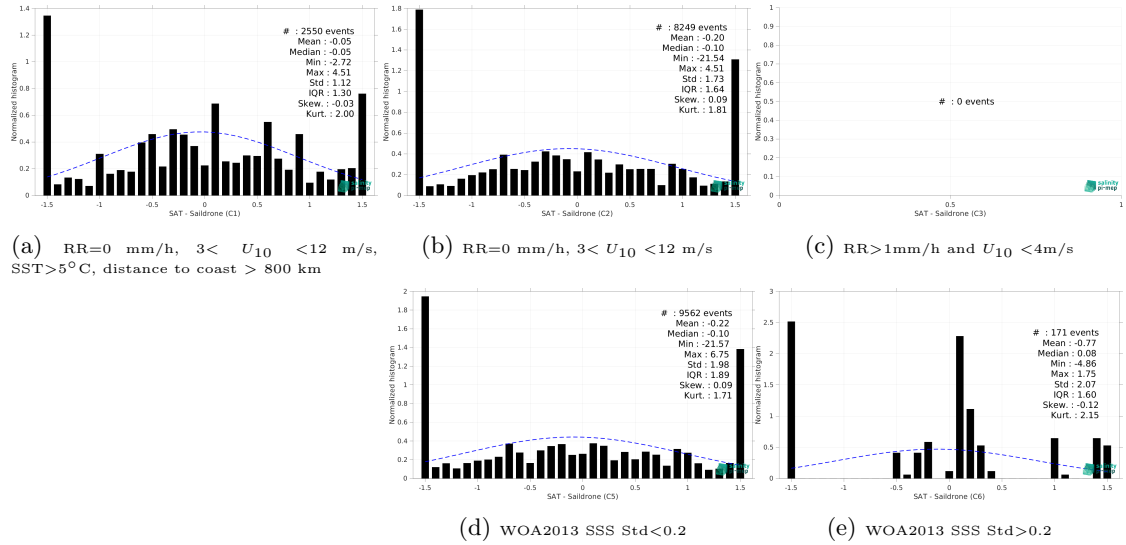 1.4
1.2
1
0.8
0.6
0.4
0.2
0
Normalized histogram
# : 2550 events
Mean : -0.05
Median : -0.05
Min : -2.72
Max : 4.51
Std : 1.12
IQR : 1.30
Skew. : -0.03
Kurt. : 2.00
-1.5 -1 -0.5 0 0.5 1 1.5
SAT - Saildrone (C1)
salinity
pi-mep
(a) RR=0 mm/h, 3< U10 <12 m/s,
SST>5°C, distance to coast > 800 km
1.8
1.6
1.4
1.2
1
0.8
0.6
0.4
0.2
0
Normalized histogram
# : 8249 events
Mean : -0.20
Median : -0.10
Min : -21.54
Max : 4.51
Std : 1.73
IQR : 1.64
Skew. : 0.09
Kurt. : 1.81
-1.5 -1 -0.5 0 0.5 1 1.5
SAT - Saildrone (C2)
salinity
pi-mep
(b) RR=0 mm/h, 3< U10 <12 m/s
1
0.9
0.8
0.7
0.6
0.5
0.4
0.3
0.2
0.1
0
Normalized histogram
# : 0 events
0 0.5 1
SAT - Saildrone (C3)
salinity
pi-mep
(c) RR>1mm/h and U10 <4m/s
2
1.8
1.6
1.4
1.2
1
0.8
0.6
0.4
0.2
0
Normalized histogram
# : 9562 events
Mean : -0.22
Median : -0.10
Min : -21.57
Max : 6.75
Std : 1.98
IQR : 1.89
Skew. : 0.09
Kurt. : 1.71
-1.5 -1 -0.5 0 0.5 1 1.5
SAT - Saildrone (C5)
salinity
pi-mep
(d) WOA2013 SSS Std<0.2
3
2.5
2
1.5
1
0.5
0
Normalized histogram
# : 171 events
Mean : -0.77
Median : 0.08
Min : -4.86
Max : 1.75
Std : 2.07
IQR : 1.60
Skew. : -0.12
Kurt. : 2.15
-1.5 -1 -0.5 0 0.5 1 1.5
SAT - Saildrone (C6)
salinity
pi-mep
(e) WOA2013 SSS Std>0.2